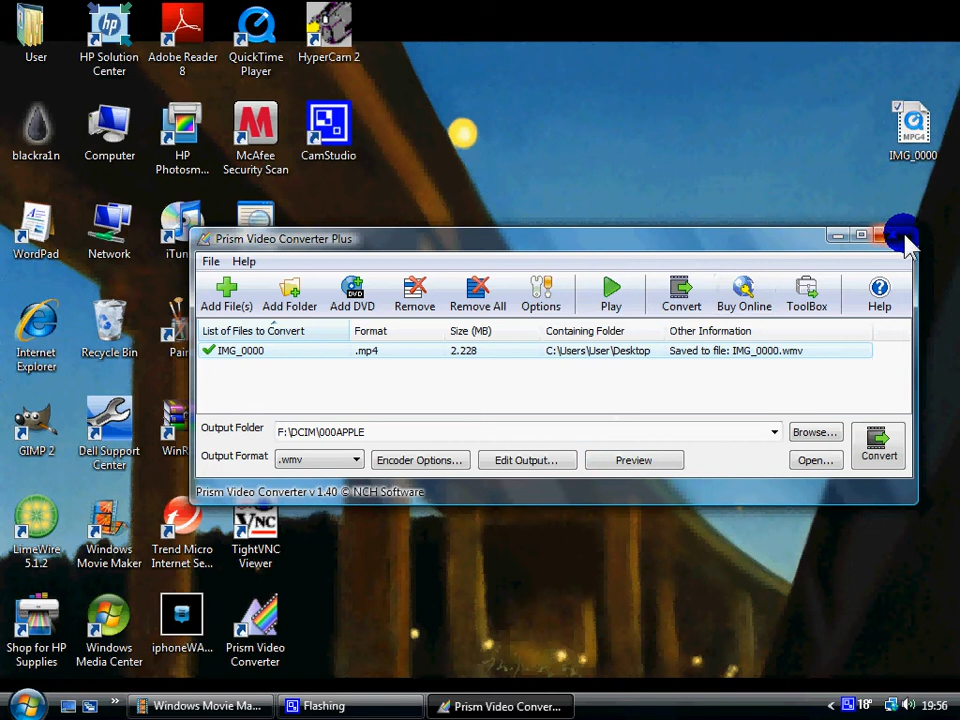 User
HP Solution
Center
Adobe Reader
8
QuickTime
Player
HyperCam 2
blackra1n
Computer
HP
Photosm...
McAfee
Security Scan
CamStudio
MPG4
IMG_0000
WordPad
Network
Internet
Explorer
Recycle Bin
GIMP 2
Dell Support
Center
Prism Video Converter Plus
File Help
Add File(s) Add Folder Add DVD Remove Remove All Options Play Convert Buy Online ToolBox Help
List of Files to Convert Format Size (MB) Containing Folder Other Information
IMG_0000 .mp4 2.228 C:\Users\User\Desktop Saved to file: IMG_0000.wmv
Output Folder F:\DCIM\000APPLE Browse...
Convert
Output Format .wmv Encoder Options... Edit Output... Preview Open...
Prism Video Converter v 1.40 © NCH Software
LimeWire
5.1.2
Windows
Movie Maker
Trend Micro
Internet Se...
VNC
TightVNC
Viewer
Shop for HP
Supplies
Windows
Media Center
iphoneWA...
Prism Video
Converter
Windows Movie Ma... Flashing Prism Video Conver... 18° 19:56